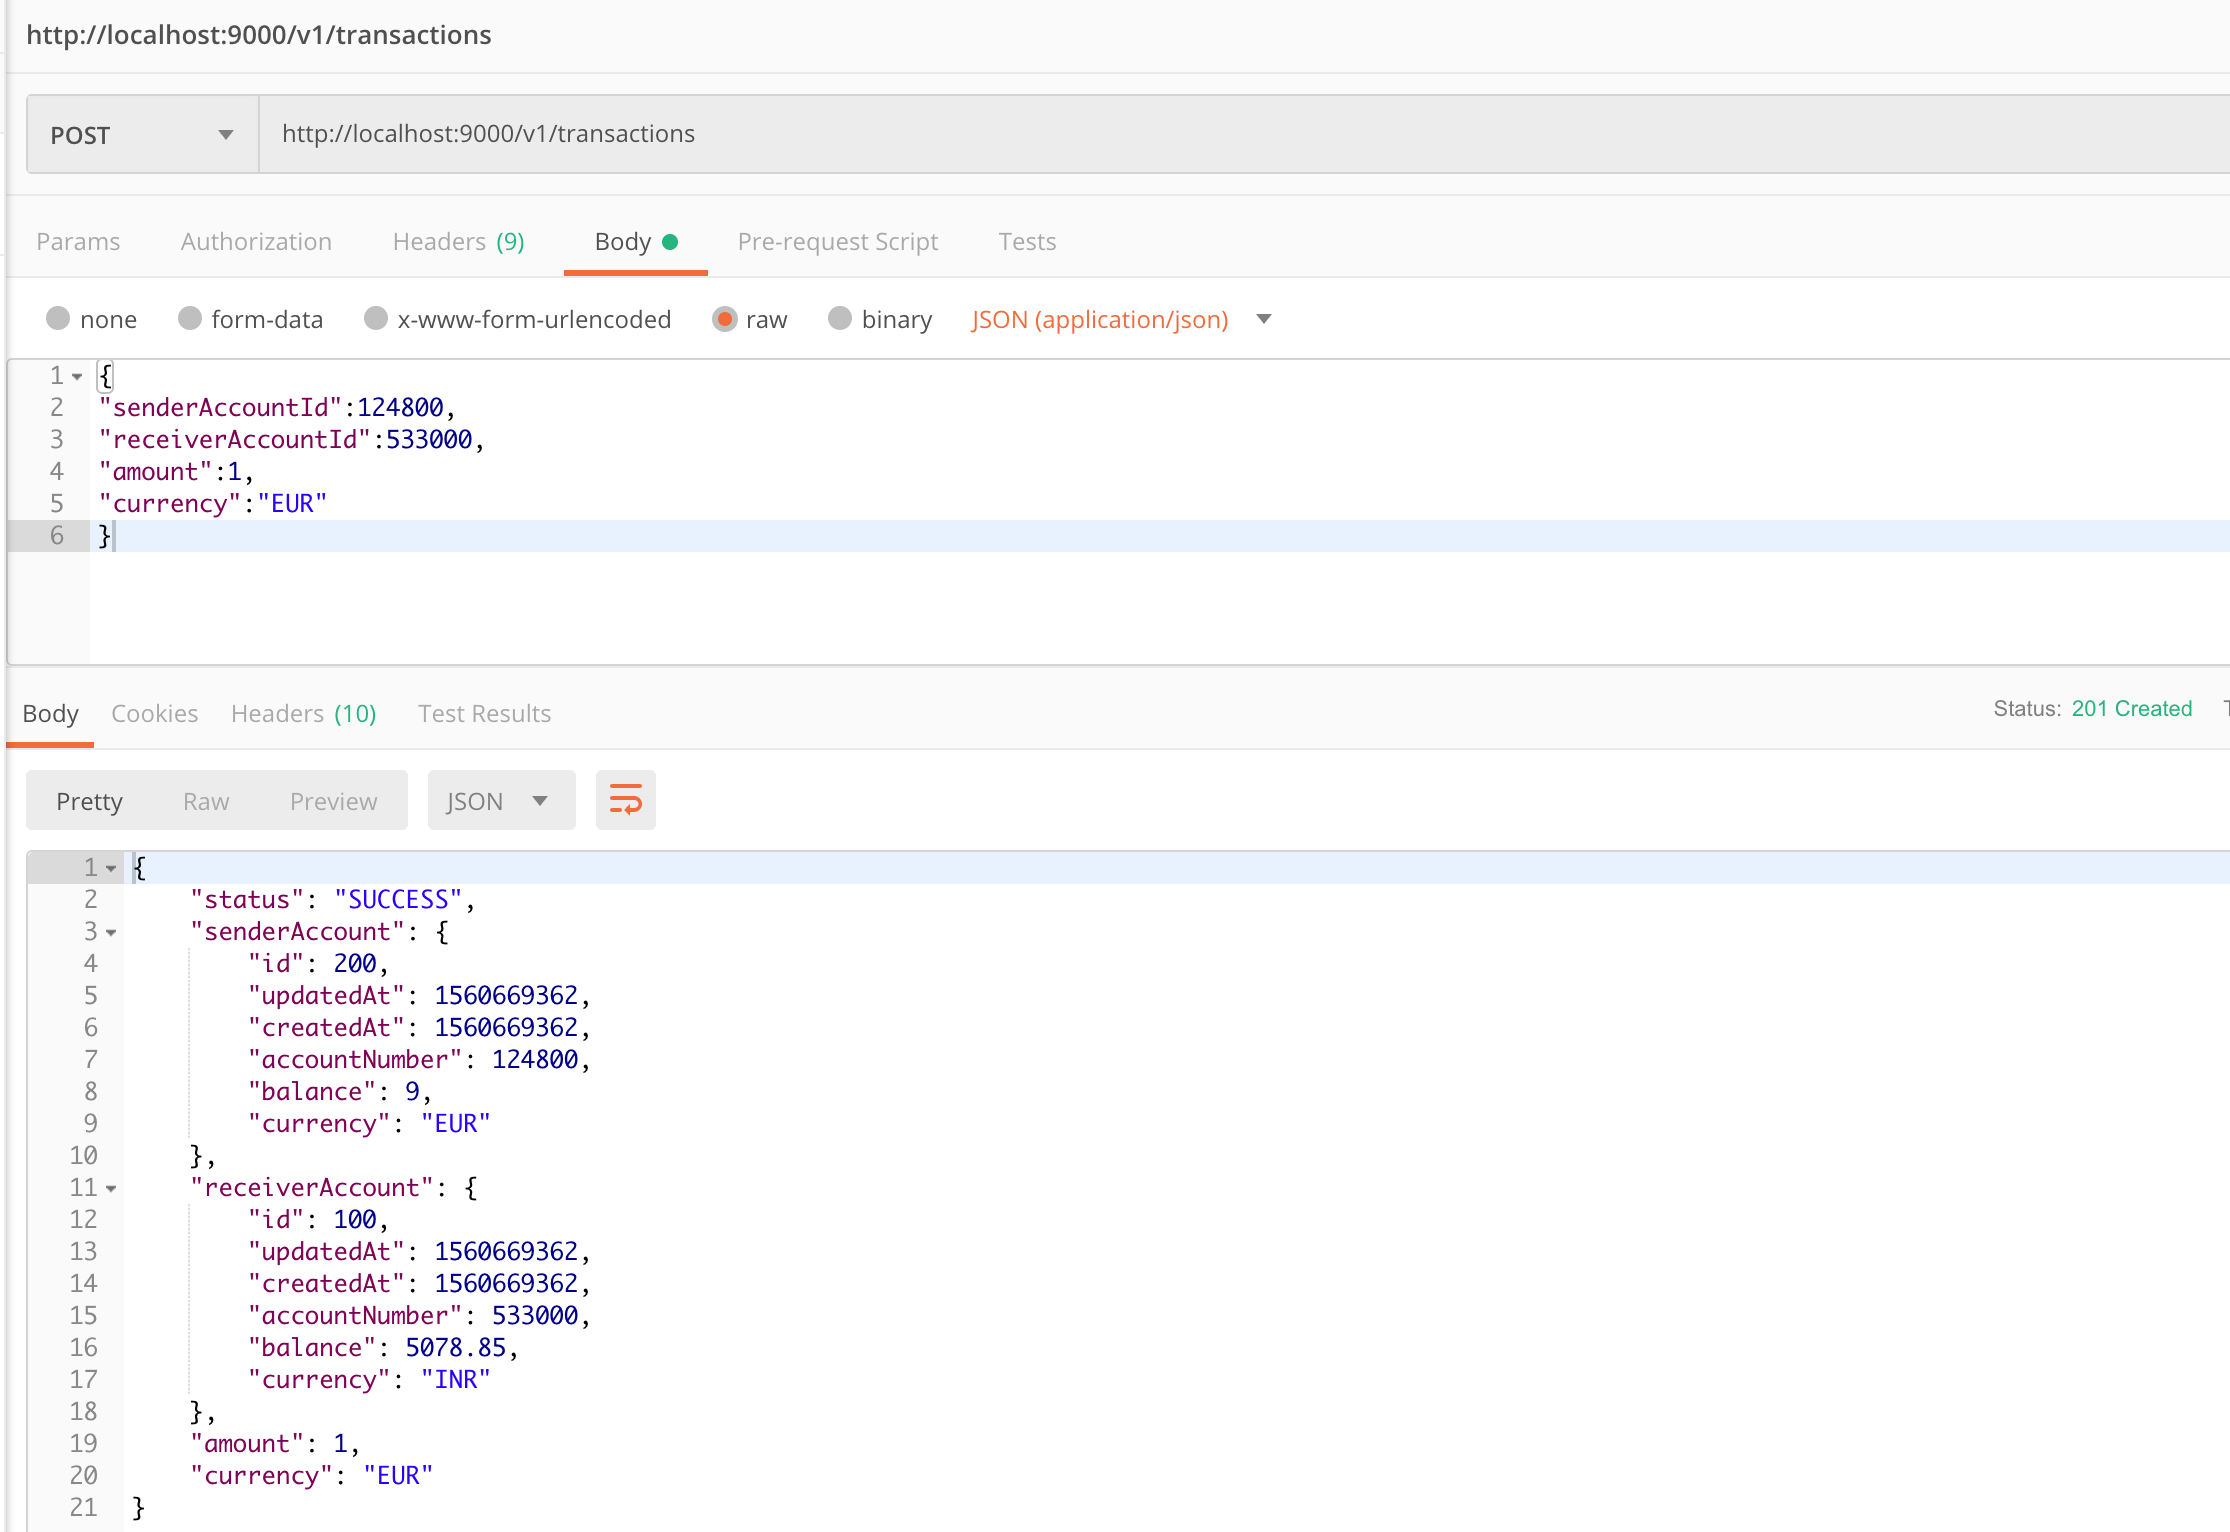 http://localhost:9000/v1/transactions
POST http://localhost:9000/v1/transactions
Params Authorization Headers (9) Body Pre-request Script Tests
none form-data x-www-form-urlencoded raw binary JSON (application/json)
1 {
2 "senderAccountId":124800,
3 "receiverAccountId":533000,
4 "amount":1,
5 "currency":"EUR"
6 }
Body Cookies Headers (10) Test Results Status: 201 Created
Pretty Raw Preview JSON
1 {
2 "status": "SUCCESS",
3 "senderAccount": {
4 "id": 200,
5 "updatedAt": 1560669362,
6 "createdAt": 1560669362,
7 "accountNumber": 124800,
8 "balance": 9,
9 "currency": "EUR"
10 },
11 "receiverAccount": {
12 "id": 100,
13 "updatedAt": 1560669362,
14 "createdAt": 1560669362,
15 "accountNumber": 533000,
16 "balance": 5078.85,
17 "currency": "INR"
18 },
19 "amount": 1,
20 "currency": "EUR"
21 }